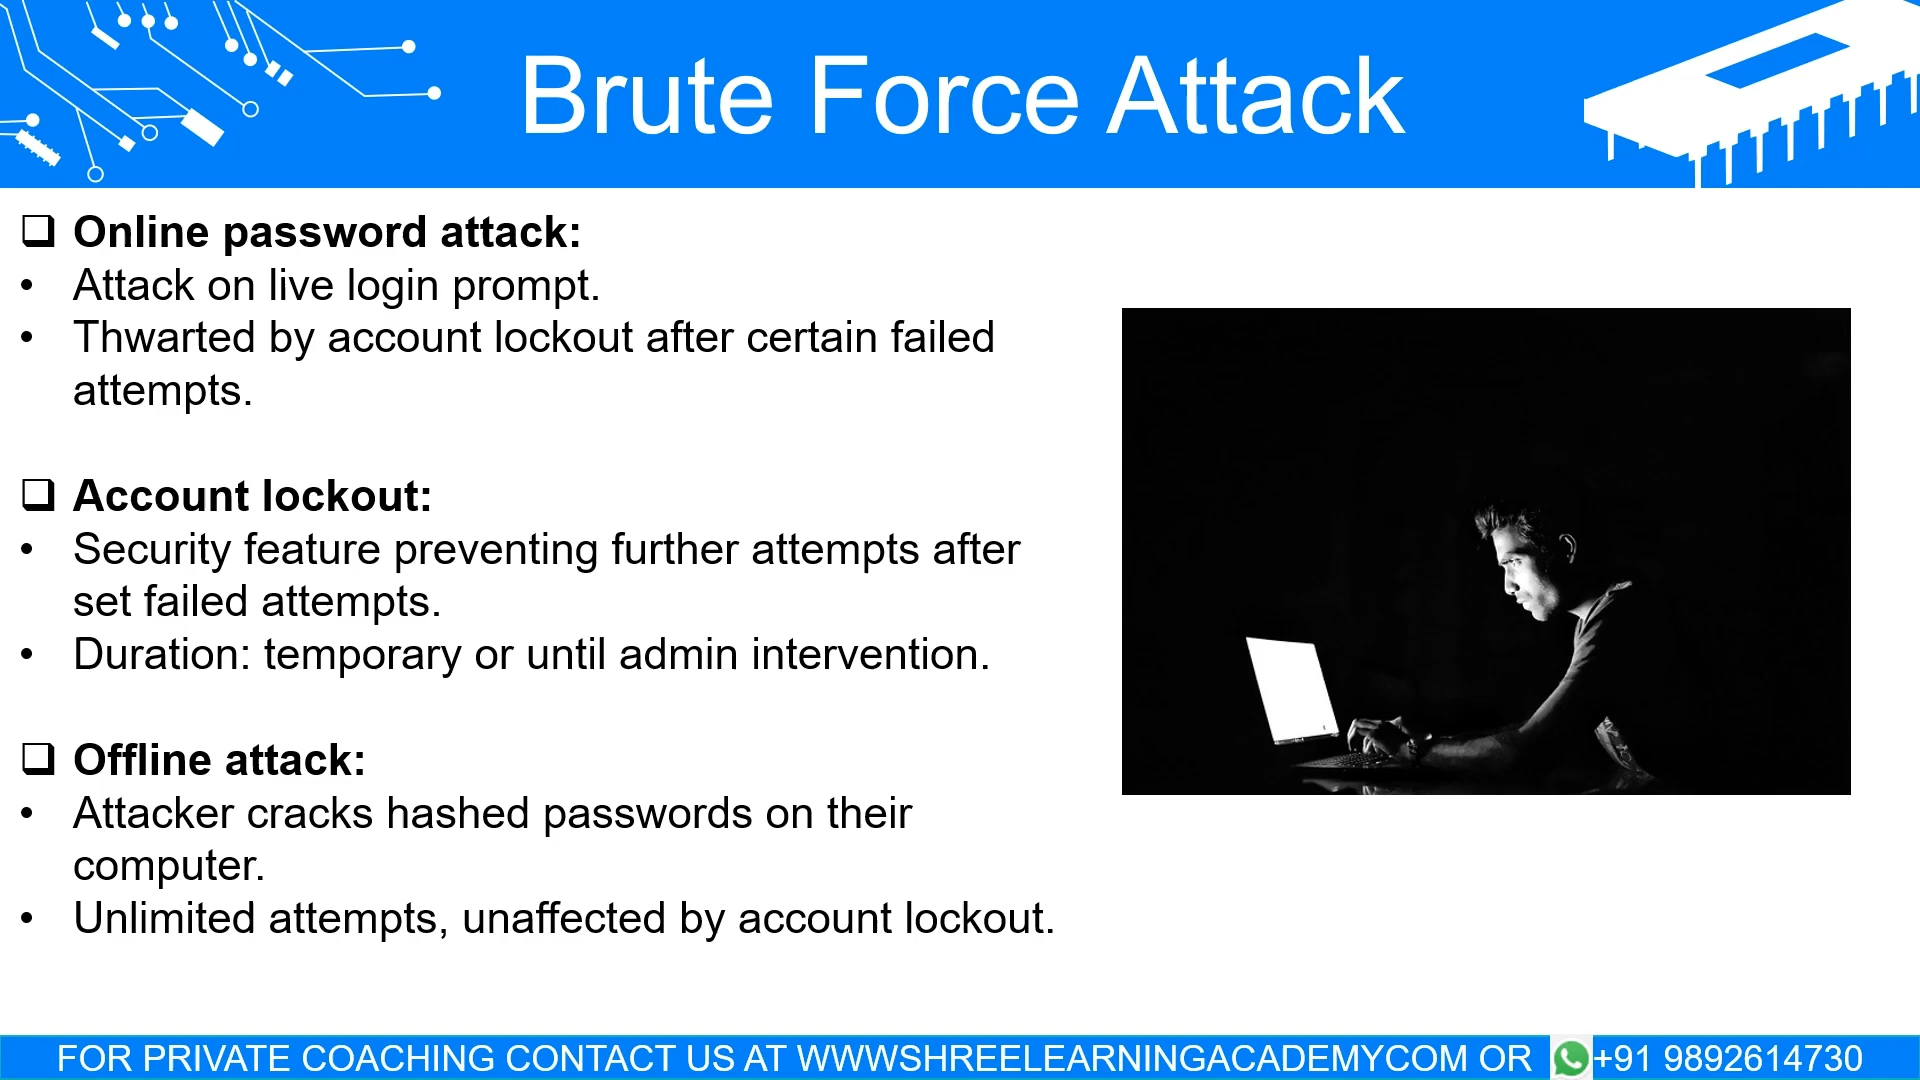 Brute Force Attack
❑ Online password attack:
• Attack on live login prompt.
• Thwarted by account lockout after certain failed
attempts.
❑ Account lockout:
• Security feature preventing further attempts after
set failed attempts.
• Duration: temporary or until admin intervention.
❑ Offline attack:
• Attacker cracks hashed passwords on their
computer.
• Unlimited attempts, unaffected by account lockout.
FOR PRIVATE COACHING CONTACT US AT WWWSHREELEARNINGACADEMYCOM OR +91 9892614730